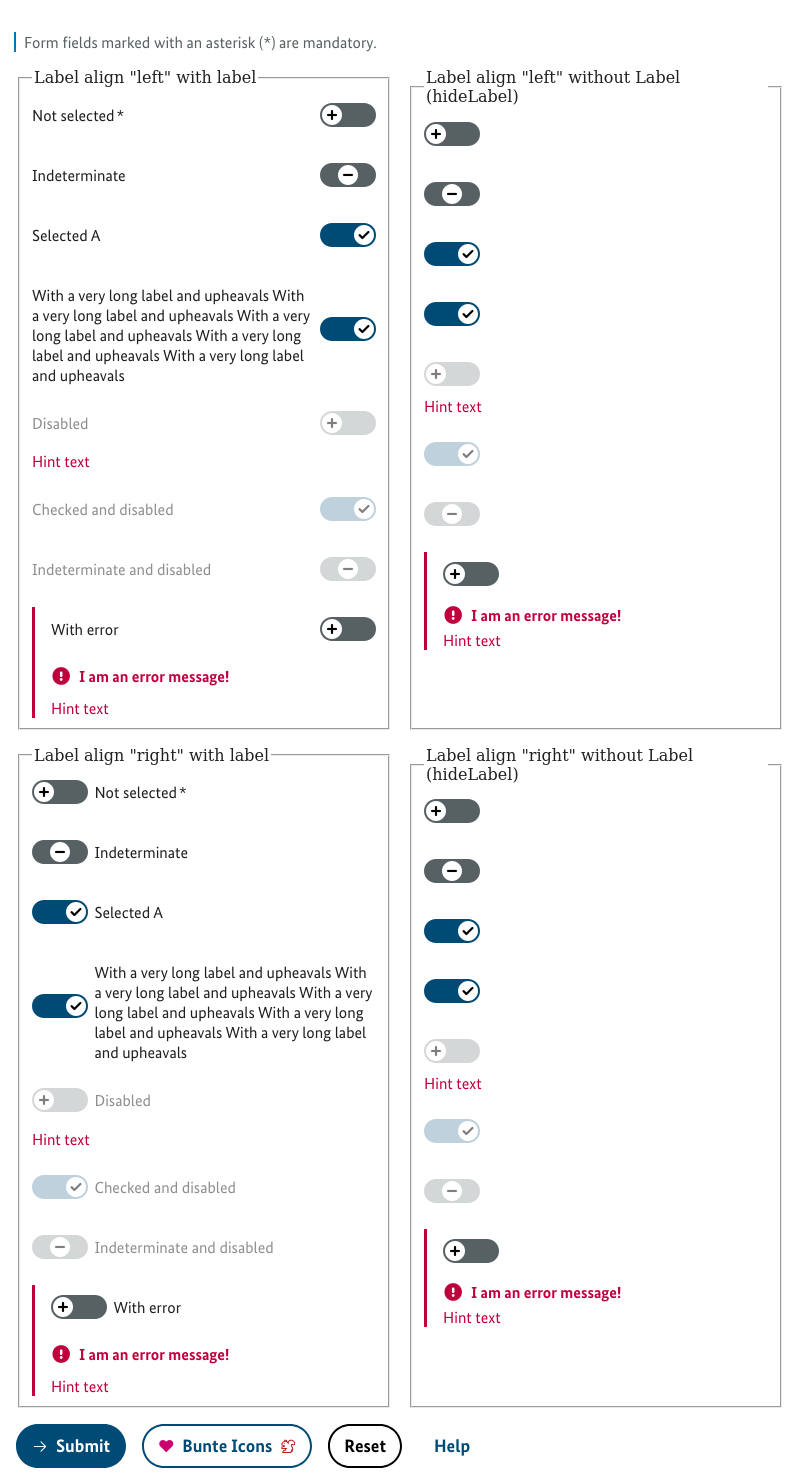 Form fields marked with an asterisk (*) are mandatory.
Label align "left" with label
Not selected *
Indeterminate
Selected A
With a very long label and upheavals With
a very long label and upheavals With a very
long label and upheavals With a very long
label and upheavals With a very long label
and upheavals
Disabled
Hint text
Checked and disabled
Indeterminate and disabled
With error
I am an error message!
Hint text
Label align "left" without Label
(hideLabel)
Hint text
I am an error message!
Hint text
Label align "right" with label
Not selected *
Indeterminate
Selected A
With a very long label and upheavals With
a very long label and upheavals With a very
long label and upheavals With a very long
label and upheavals With a very long label
and upheavals
Disabled
Hint text
Checked and disabled
Indeterminate and disabled
With error
I am an error message!
Hint text
Label align "right" without Label
(hideLabel)
Hint text
I am an error message!
Hint text
Submit
Bunte Icons
Reset
Help